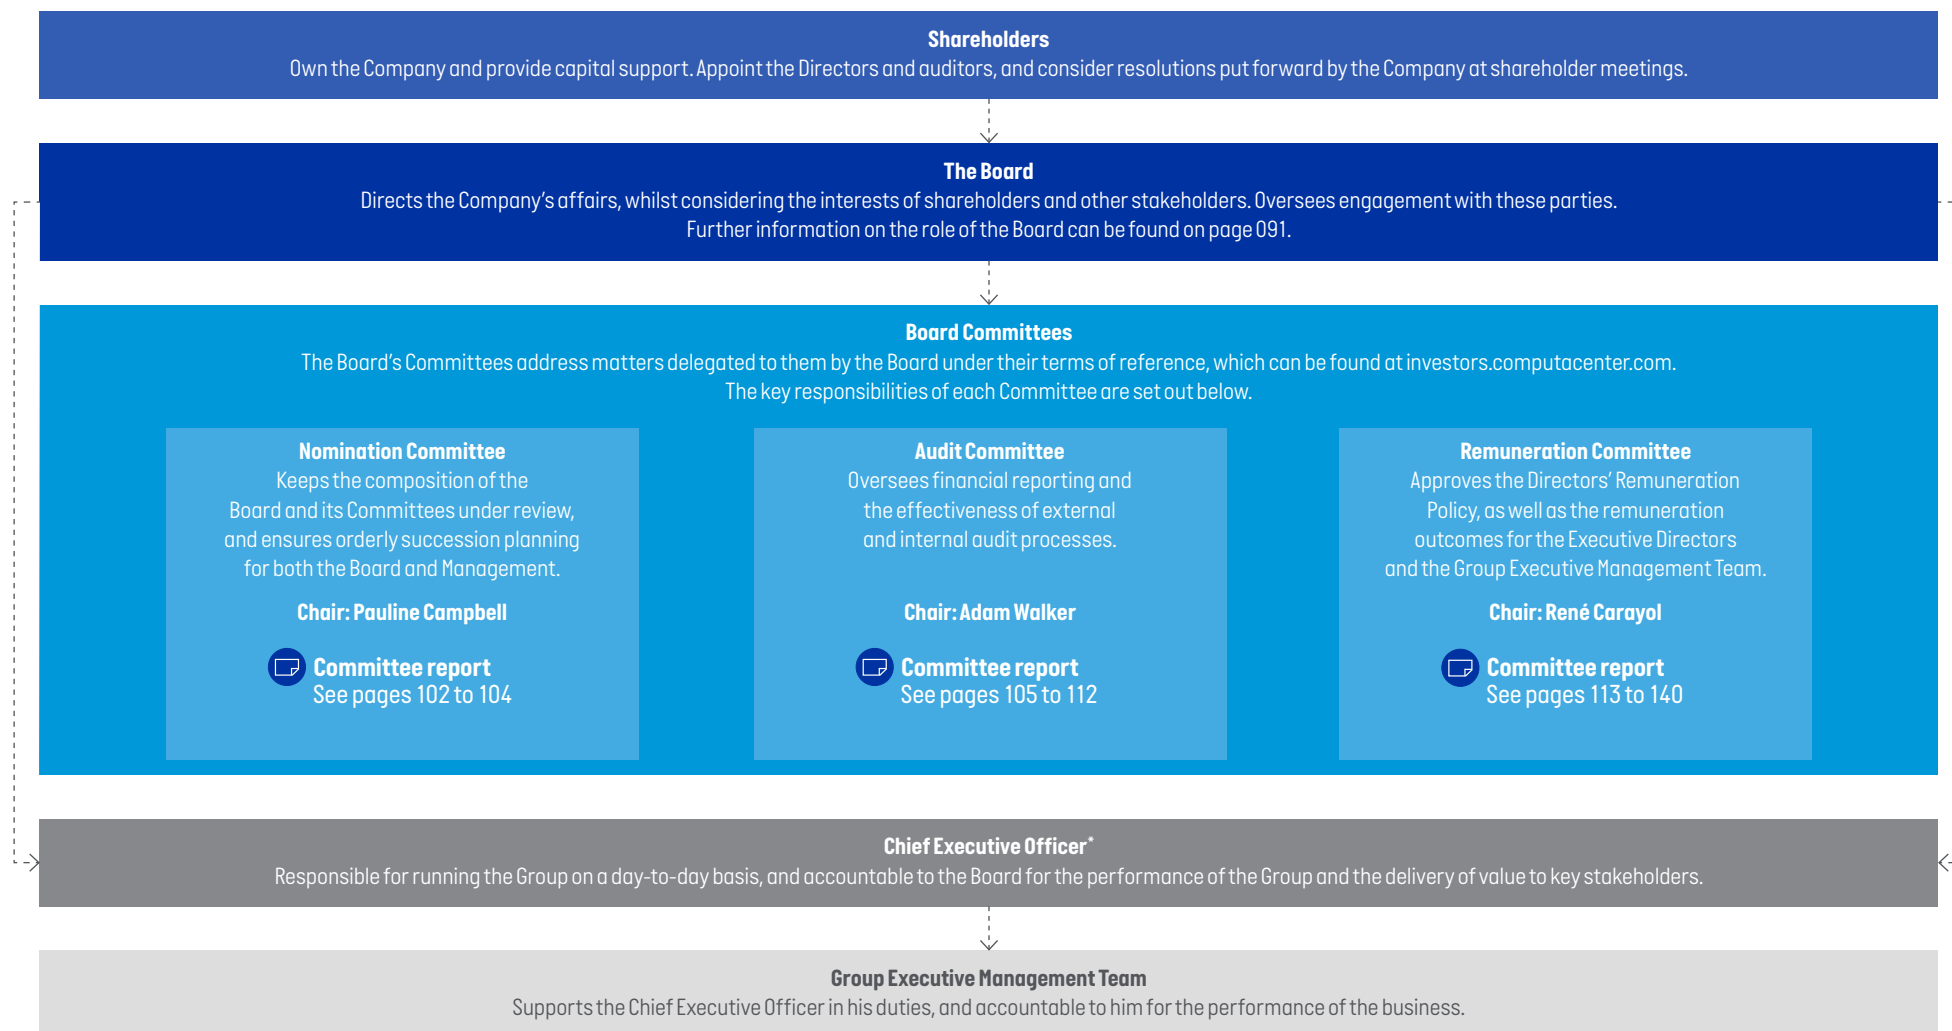 Shareholders
Own the Company and provide capital support. Appoint the Directors and auditors, and consider resolutions put forward by the Company at shareholder meetings.
The Board
Directs the Company's affairs, whilst considering the interests of shareholders and other stakeholders. Oversees engagement with these parties.
Further information on the role of the Board can be found on page 091.
Board Committees
The Board's Committees address matters delegated to them by the Board under their terms of reference, which can be found at investors.computacenter.com.
The key responsibilities of each Committee are set out below.
Nomination Committee
Keeps the composition of the
Board and its Committees under review,
and ensures orderly succession planning
for both the Board and Management.
Chair: Pauline Campbell
Committee report
See pages 102 to 104
Audit Committee
Oversees financial reporting and
the effectiveness of external
and internal audit processes.
Chair: Adam Walker
Committee report
See pages 105 to 112
Remuneration Committee
Approves the Directors' Remuneration
Policy, as well as the remuneration
outcomes for the Executive Directors
and the Group Executive Management Team.
Chair: René Carayol
Committee report
See pages 113 to 140
Chief Executive Officer*
Responsible for running the Group on a day-to-day basis, and accountable to the Board for the performance of the Group and the delivery of value to key stakeholders.
Group Executive Management Team
Supports the Chief Executive Officer in his duties, and accountable to him for the performance of the business.